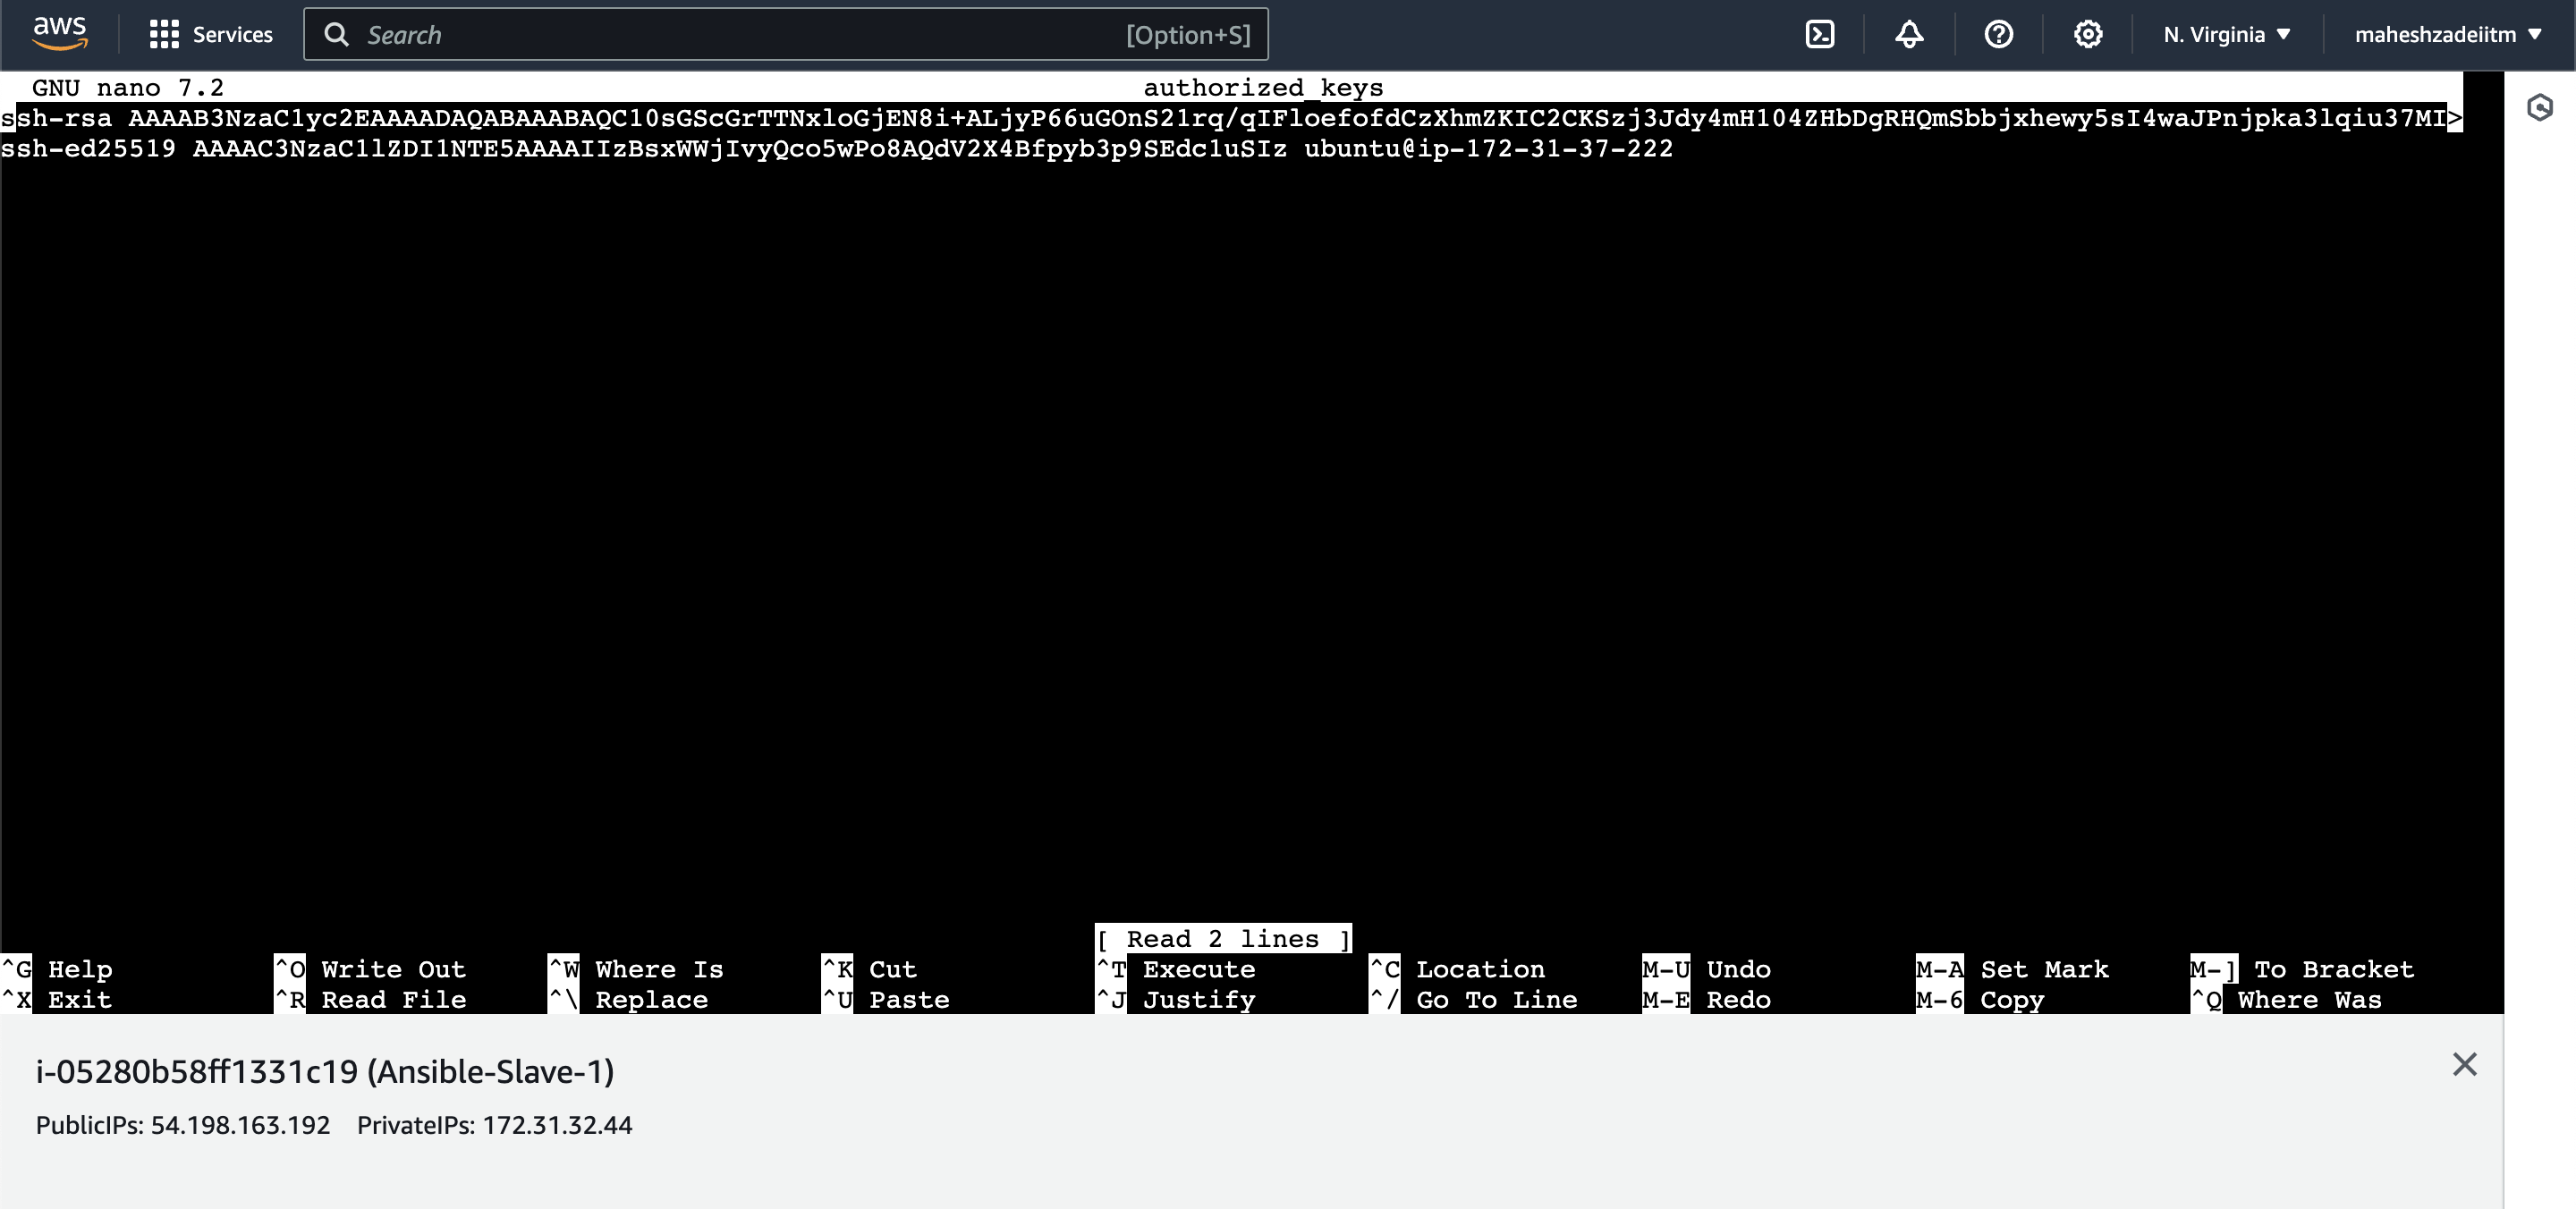 aws Services Search [Option+S] N. Virginia maheshzadeiitm
GNU nano 7.2 authorized_keys
ssh-rsa AAAAB3NzaC1yc2EAAAADAQABAAABAQC10sGScGrTTNxloGjEN8i+ALjyP66uGOnS21rq/qIFloefofdCzXhmZKIC2CKSzj3Jdy4mH104ZHbDgRHQmSbbjxhewy5sI4waJPnjpka3lqiu37MI>
ssh-ed25519 AAAAC3NzaC1lZDI1NTE5AAAAIIzBsxWWjIvyQco5wPo8AQdV2X4Bfpyb3p9SEdc1uSIz ubuntu@ip-172-31-37-222
[ Read 2 lines ]
^G Help ^O Write Out ^W Where Is ^K Cut ^T Execute ^C Location M-U Undo M-A Set Mark M-] To Bracket
^X Exit ^R Read File ^\ Replace ^U Paste ^J Justify ^/ Go To Line M-E Redo M-6 Copy ^Q Where Was
i-05280b58ff1331c19 (Ansible-Slave-1)
PublicIPs: 54.198.163.192 PrivateIPs: 172.31.32.44